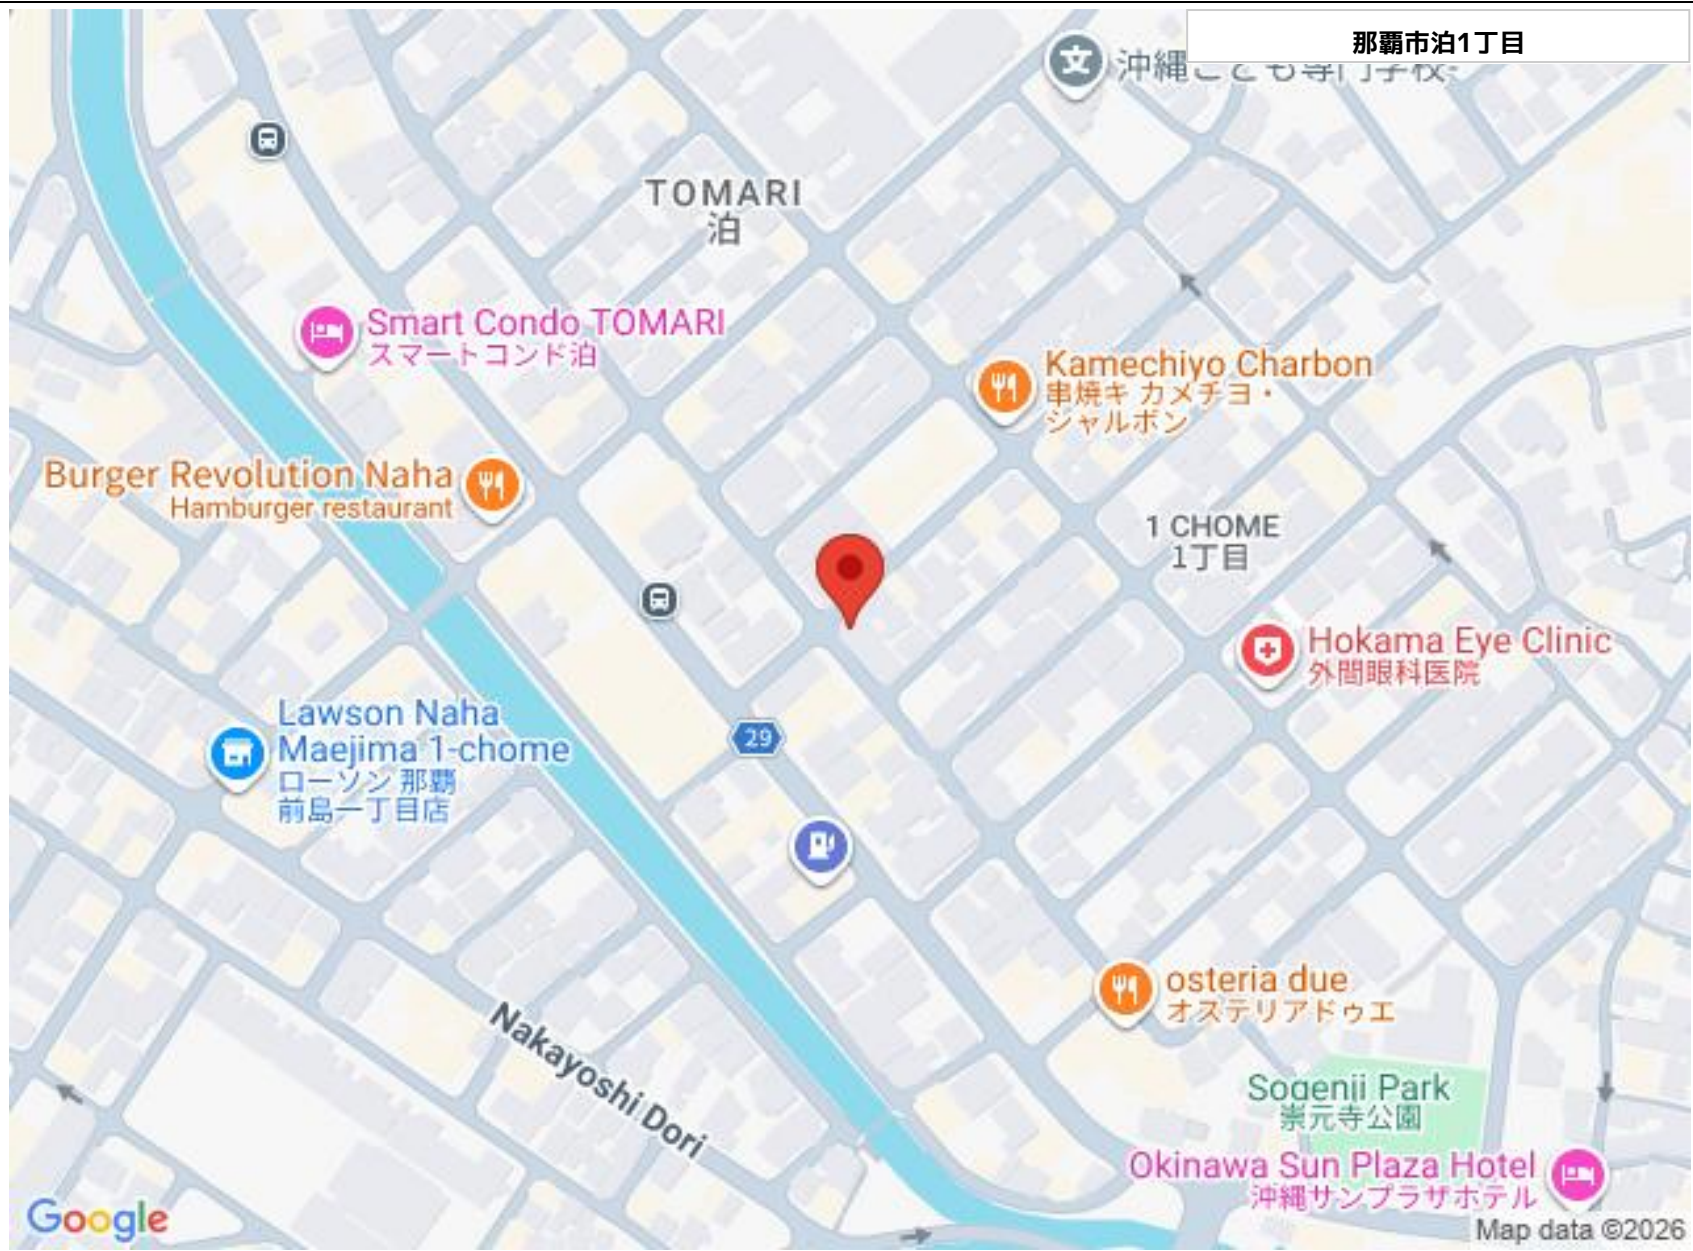 那覇市泊1丁目
TOMARI
泊
Smart Condo TOMARI
スマートコンド泊
Kamechiyo Charbon
串焼キ カメチヨ・
シャルボン
Burger Revolution Naha
Hamburger restaurant
1 CHOME
1丁目
Hokama Eye Clinic
外間眼科医院
Lawson Naha
Maejima 1-chome
ローソン 那覇
前島一丁目店
29
osteria due
オステリアドゥエ
Nakayoshi Dori
Sogenji Park
崇元寺公園
Okinawa Sun Plaza Hotel
沖縄サンプラザホテル
Google
Map data ©2026